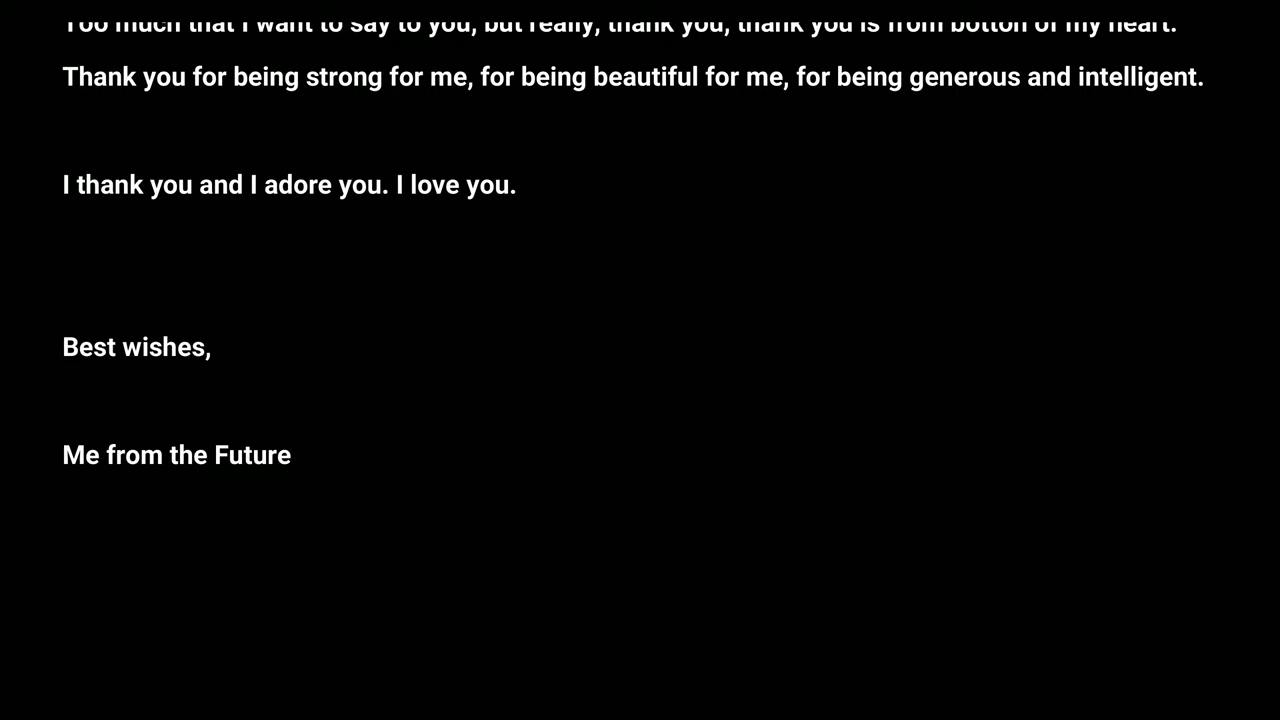 Too much that I want to say to you, but really, thank you, thank you is from botton of my heart.
Thank you for being strong for me, for being beautiful for me, for being generous and intelligent.
I thank you and I adore you. I love you.
Best wishes,
Me from the Future